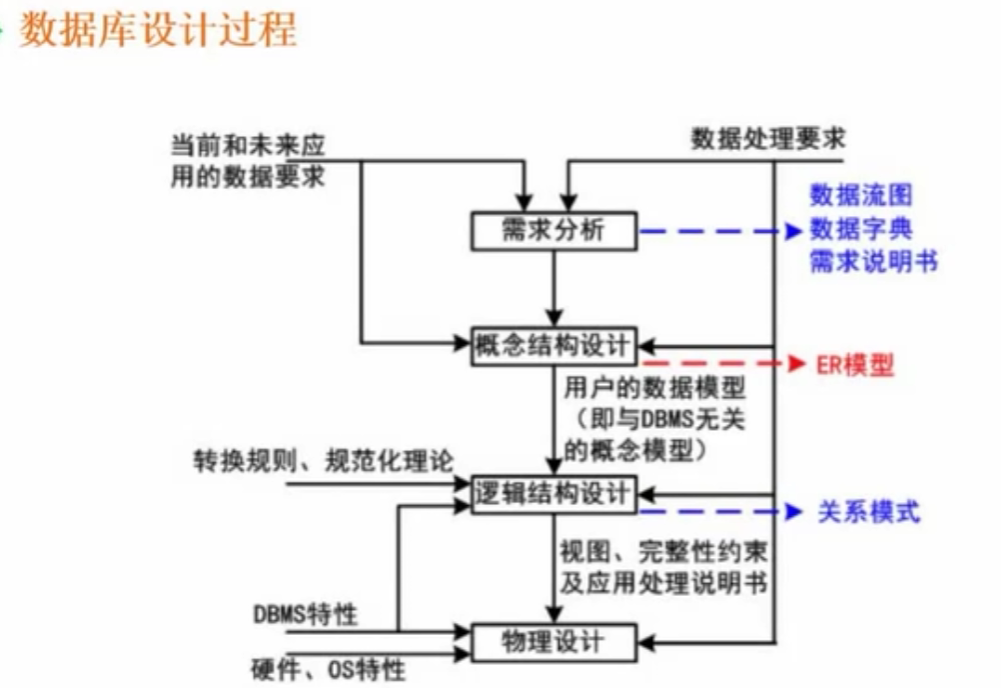 数据库设计过程
当前和未来应
用的数据要求
数据处理要求
数据流图
需求分析
数据字典
需求说明书
概念结构设计
ER模型
用户的数据模型
（即与DBMS无关
的概念模型）
转换规则、规范化理论
逻辑结构设计
关系模式
视图、完整性约束
及应用处理说明书
DBMS特性
物理设计
硬件、OS特性